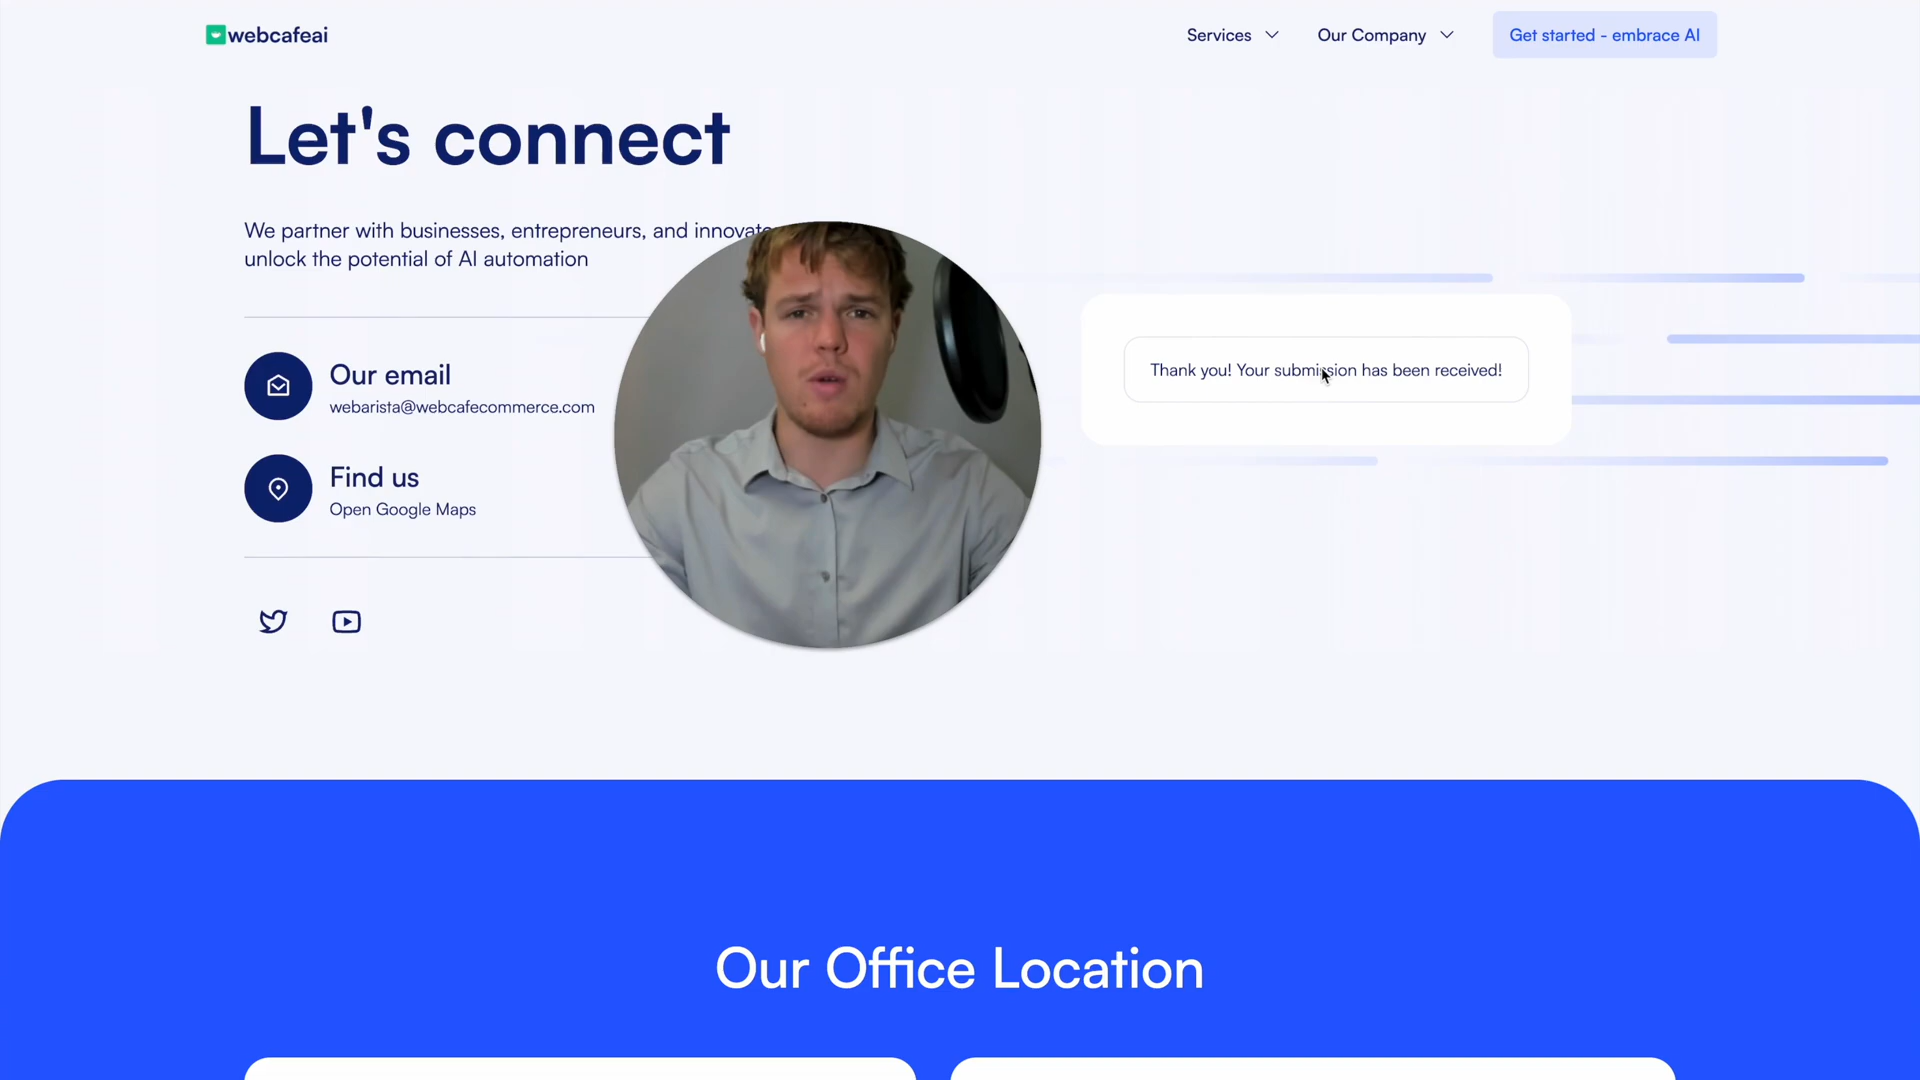 webcafeai
Services
Our Company
Get started - embrace AI
Let's connect
We partner with businesses, entrepreneurs, and innovato
unlock the potential of AI automation
Our email
webarista@webcafecommerce.com
Find us
Open Google Maps
Thank you! Your submission has been received!
Our Office Location